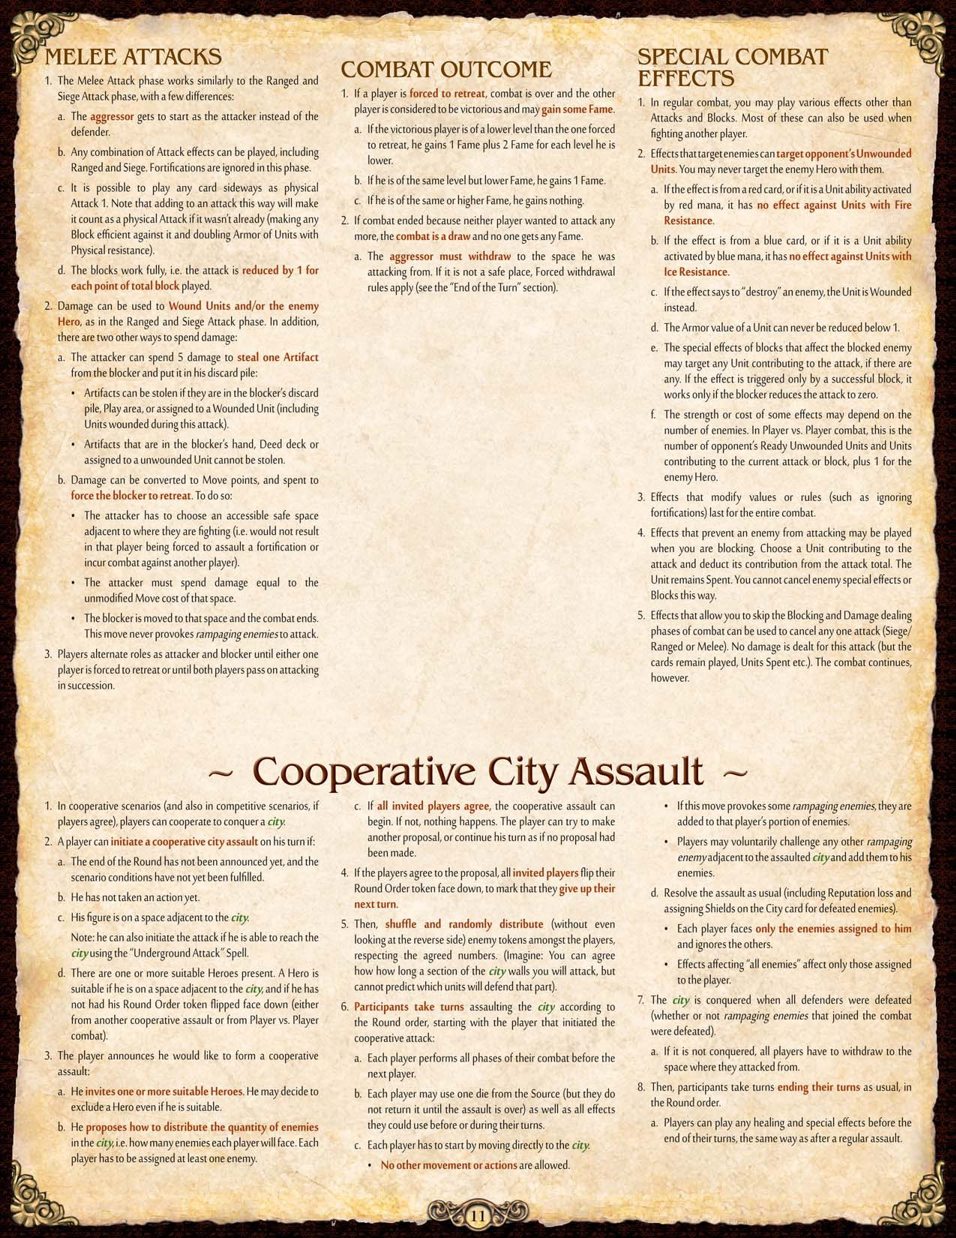 MELEE ATTACKS
1. The Melee Attack phase works similarly to the Ranged and
Siege Attack phase, with a few differences:
a. The aggressor gets to start as the attacker instead of the
defender.
b. Any combination of Attack effects can be played, including
Ranged and Siege. Fortifications are ignored in this phase.
c. It is possible to play any card sideways as physical
Attack 1. Note that adding to an attack this way will make
it count as a physical Attack if it wasn't already (making any
Block efficient against it and doubling Armor of Units with
Physical resistance).
d. The blocks work fully, i.e. the attack is reduced by 1 for
each point of total block played.
2. Damage can be used to Wound Units and/or the enemy
Hero, as in the Ranged and Siege Attack phase. In addition,
there are two other ways to spend damage:
a. The attacker can spend 5 damage to steal one Artifact
from the blocker and put it in his discard pile:
• Artifacts can be stolen if they are in the blocker's discard
pile, Play area, or assigned to a Wounded Unit (including
Units wounded during this attack).
• Artifacts that are in the blocker's hand, Deed deck or
assigned to a unwounded Unit cannot be stolen.
b. Damage can be converted to Move points, and spent to
force the blocker to retreat. To do so:
• The attacker has to choose an accessible safe space
adjacent to where they are fighting (i.e. would not result
in that player being forced to assault a fortification or
incur combat against another player).
• The attacker must spend damage equal to the
unmodified Move cost of that space.
• The blocker is moved to that space and the combat ends.
This move never provokes rampaging enemies to attack.
3. Players alternate roles as attacker and blocker until either one
player is forced to retreat or until both players pass on attacking
in succession.
COMBAT OUTCOME
1. If a player is forced to retreat, combat is over and the other
player is considered to be victorious and may gain some Fame.
a. If the victorious player is of a lower level than the one forced
to retreat, he gains 1 Fame plus 2 Fame for each level he is
lower.
b. If he is of the same level but lower Fame, he gains 1 Fame.
c. If he is of the same or higher Fame, he gains nothing.
2. If combat ended because neither player wanted to attack any
more, the combat is a draw and no one gets any Fame.
a. The aggressor must withdraw to the space he was
attacking from. If it is not a safe place, Forced withdrawal
rules apply (see the "End of the Turn" section).
SPECIAL COMBAT
EFFECTS
1. In regular combat, you may play various effects other than
Attacks and Blocks. Most of these can also be used when
fighting another player.
2. Effects that target enemies can target opponent's Unwounded
Units. You may never target the enemy Hero with them.
a. If the effect is from a red card, or if it is a Unit ability activated
by red mana, it has no effect against Units with Fire
Resistance.
b. If the effect is from a blue card, or if it is a Unit ability
activated by blue mana, it has no effect against Units with
Ice Resistance.
c. If the effect says to "destroy" an enemy, the Unit is Wounded
instead.
d. The Armor value of a Unit can never be reduced below 1.
e. The special effects of blocks that affect the blocked enemy
may target any Unit contributing to the attack, if there are
any. If the effect is triggered only by a successful block, it
works only if the blocker reduces the attack to zero.
f. The strength or cost of some effects may depend on the
number of enemies. In Player vs. Player combat, this is the
number of opponent's Ready Unwounded Units and Units
contributing to the current attack or block, plus 1 for the
enemy Hero.
3. Effects that modify values or rules (such as ignoring
fortifications) last for the entire combat.
4. Effects that prevent an enemy from attacking may be played
when you are blocking. Choose a Unit contributing to the
attack and deduct its contribution from the attack total. The
Unit remains Spent. You cannot cancel enemy special effects or
Blocks this way.
5. Effects that allow you to skip the Blocking and Damage dealing
phases of combat can be used to cancel any one attack (Siege/
Ranged or Melee). No damage is dealt for this attack (but the
cards remain played, Units Spent etc.). The combat continues,
however.
~ Cooperative City Assault ~
1. In cooperative scenarios (and also in competitive scenarios, if
players agree), players can cooperate to conquer a city.
2. A player can initiate a cooperative city assault on his turn if:
a. The end of the Round has not been announced yet, and the
scenario conditions have not yet been fulfilled.
b. He has not taken an action yet.
c. His figure is on a space adjacent to the city.
Note: he can also initiate the attack if he is able to reach the
city using the "Underground Attack" Spell.
d. There are one or more suitable Heroes present. A Hero is
suitable if he is on a space adjacent to the city, and if he has
not had his Round Order token flipped face down (either
from another cooperative assault or from Player vs. Player
combat).
3. The player announces he would like to form a cooperative
assault:
a. He invites one or more suitable Heroes. He may decide to
exclude a Hero even if he is suitable.
b. He proposes how to distribute the quantity of enemies
in the city, i.e. how many enemies each player will face. Each
player has to be assigned at least one enemy.
c. If all invited players agree, the cooperative assault can
begin. If not, nothing happens. The player can try to make
another proposal, or continue his turn as if no proposal had
been made.
4. If the players agree to the proposal, all invited players flip their
Round Order token face down, to mark that they give up their
next turn.
5. Then, shuffle and randomly distribute (without even
looking at the reverse side) enemy tokens amongst the players,
respecting the agreed numbers. (Imagine: You can agree
how how long a section of the city walls you will attack, but
cannot predict which units will defend that part).
6. Participants take turns assaulting the city according to
the Round order, starting with the player that initiated the
cooperative attack:
a. Each player performs all phases of their combat before the
next player.
b. Each player may use one die from the Source (but they do
not return it until the assault is over) as well as all effects
they could use before or during their turns.
c. Each player has to start by moving directly to the city.
• No other movement or actions are allowed.
• If this move provokes some rampaging enemies, they are
added to that player's portion of enemies.
• Players may voluntarily challenge any other rampaging
enemy adjacent to the assaulted city and add them to his
enemies.
d. Resolve the assault as usual (including Reputation loss and
assigning Shields on the City card for defeated enemies).
• Each player faces only the enemies assigned to him
and ignores the others.
• Effects affecting "all enemies" affect only those assigned
to the player.
7. The city is conquered when all defenders were defeated
(whether or not rampaging enemies that joined the combat
were defeated).
a. If it is not conquered, all players have to withdraw to the
space where they attacked from.
8. Then, participants take turns ending their turns as usual, in
the Round order.
a. Players can play any healing and special effects before the
end of their turns, the same way as after a regular assault.
11